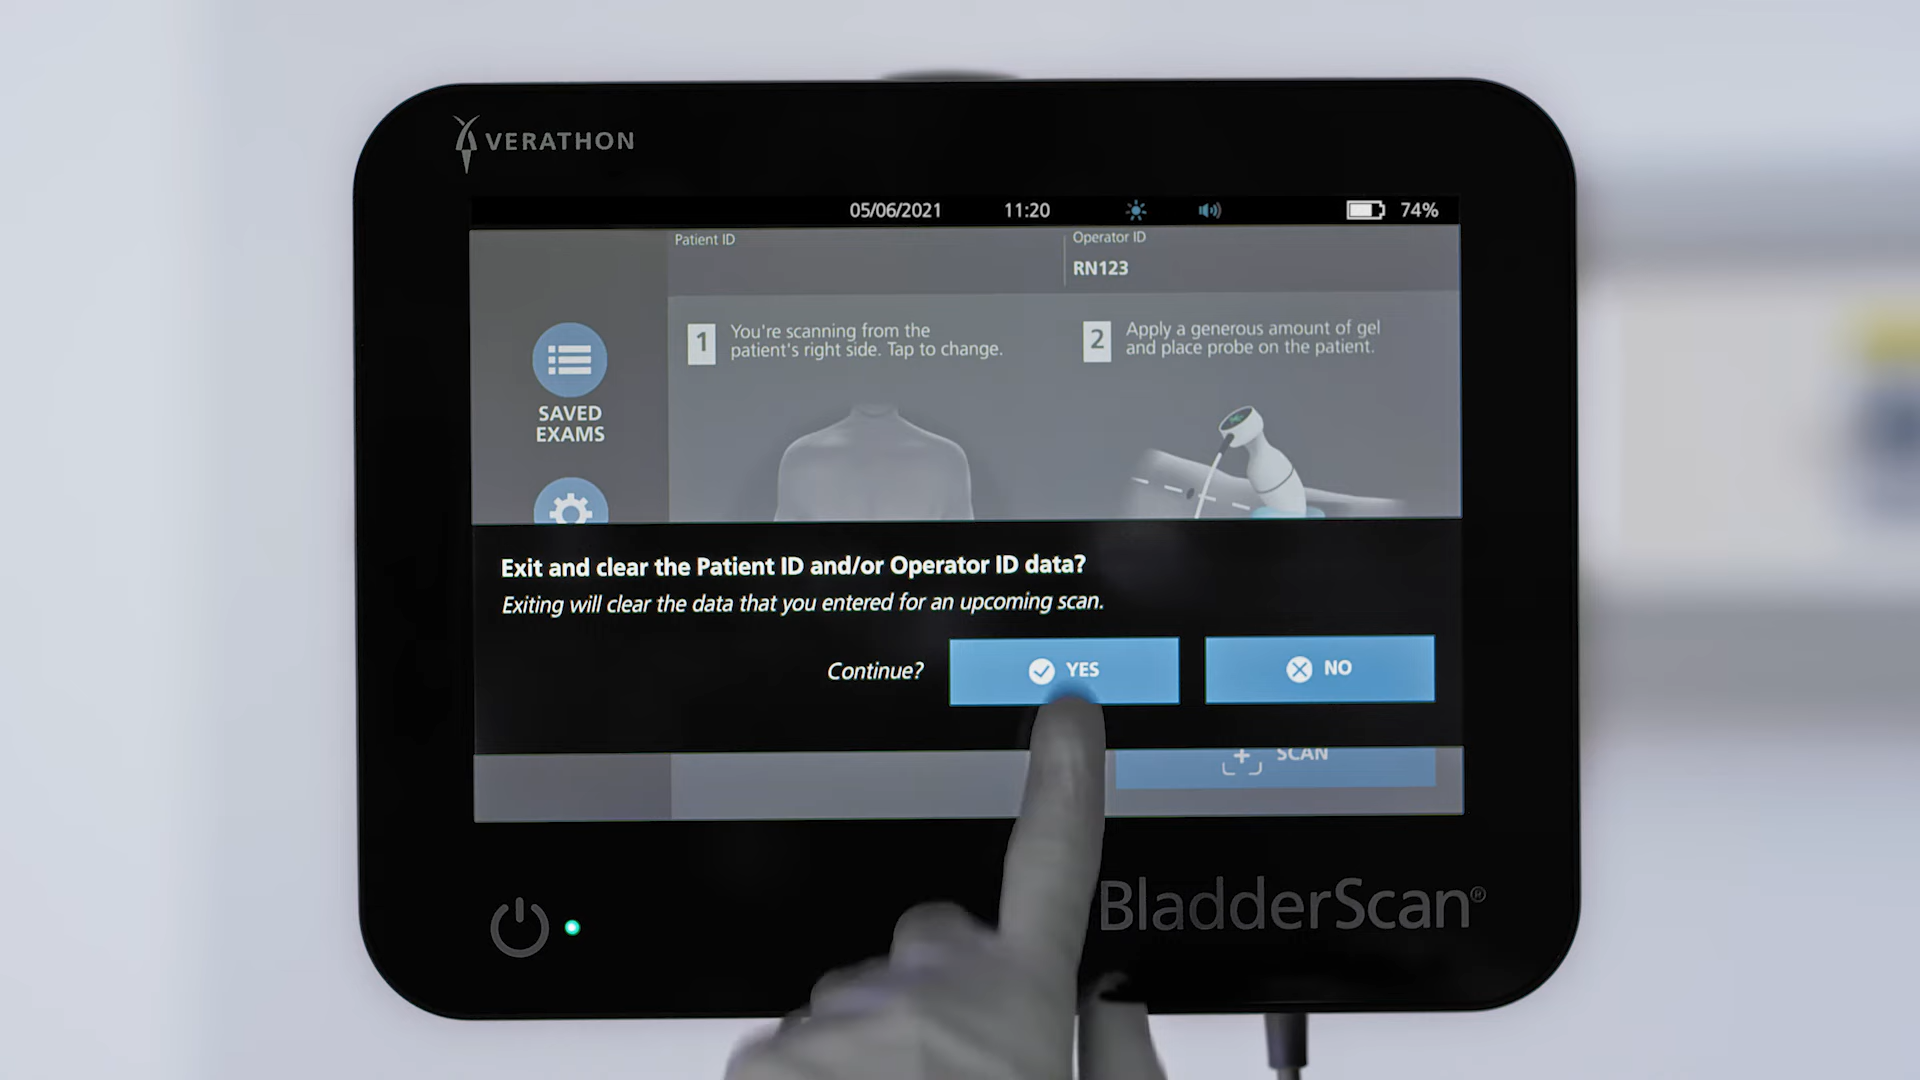 VERATHON
05/06/2021 11:20 74%
Patient ID
Operator ID
RN123
1 You're scanning from the
patient's right side. Tap to change.
2 Apply a generous amount of gel
and place probe on the patient.
SAVED
EXAMS
Exit and clear the Patient ID and/or Operator ID data?
Exiting will clear the data that you entered for an upcoming scan.
Continue? YES NO
SCAN
BladderScan®